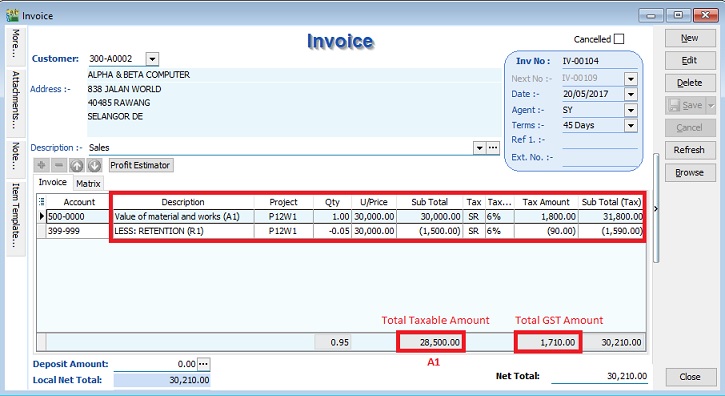 Invoice
Invoice
Cancelled
More...
Attachments...
Note...
Item Template...
Customer: 300-A0002
ALPHA & BETA COMPUTER
Address :- 838 JALAN WORLD
40485 RAWANG
SELANGOR DE
Inv No : IV-00104
Next No :- IV-00109
Date :- 20/05/2017
Agent :- SY
Terms :- 45 Days
Ref 1. :-
Ext. No. :-
New
Edit
Delete
Save
Cancel
Refresh
Browse
Description :- Sales
Profit Estimator
Invoice Matrix
Account Description Project Qty U/Price Sub Total Tax Tax... Tax Amount Sub Total (Tax)
500-0000 Value of material and works (A1) P12W1 1.00 30,000.00 30,000.00 SR 6% 1,800.00 31,800.00
399-999 LESS: RETENTION (R1) P12W1 -0.05 30,000.00 (1,500.00) SR 6% (90.00) (1,590.00)
Total Taxable Amount Total GST Amount
0.95 28,500.00 1,710.00 30,210.00
A1
Deposit Amount: 0.00
Local Net Total: 30,210.00
Net Total: 30,210.00
Close